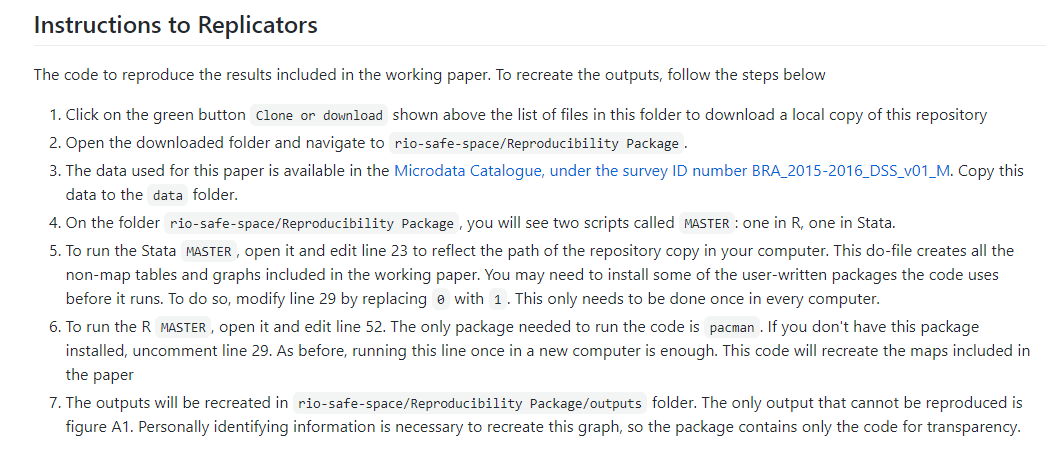 Instructions to Replicators
The code to reproduce the results included in the working paper. To recreate the outputs, follow the steps below
1. Click on the green button Clone or download shown above the list of files in this folder to download a local copy of this repository
2. Open the downloaded folder and navigate to rio-safe-space/Reproducibility Package.
3. The data used for this paper is available in the Microdata Catalogue, under the survey ID number BRA_2015-2016_DSS_v01_M. Copy this
data to the data folder.
4. On the folder rio-safe-space/Reproducibility Package, you will see two scripts called MASTER: one in R, one in Stata.
5. To run the Stata MASTER, open it and edit line 23 to reflect the path of the repository copy in your computer. This do-file creates all the
non-map tables and graphs included in the working paper. You may need to install some of the user-written packages the code uses
before it runs. To do so, modify line 29 by replacing 0 with 1. This only needs to be done once in every computer.
6. To run the R MASTER, open it and edit line 52. The only package needed to run the code is pacman. If you don't have this package
installed, uncomment line 29. As before, running this line once in a new computer is enough. This code will recreate the maps included in
the paper
7. The outputs will be recreated in rio-safe-space/Reproducibility Package/outputs folder. The only output that cannot be reproduced is
figure A1. Personally identifying information is necessary to recreate this graph, so the package contains only the code for transparency.